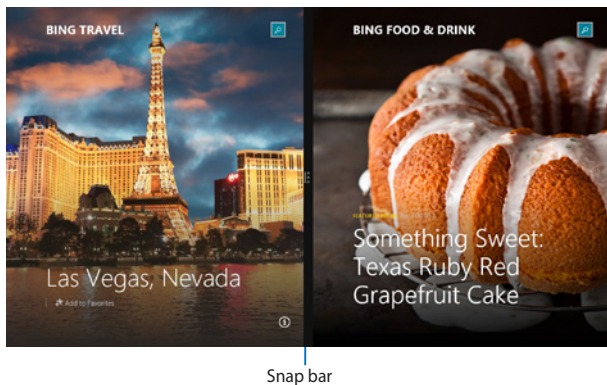 BING TRAVEL
Las Vegas, Nevada
Add to Favorites
BING FOOD & DRINK
Something Sweet:
Texas Ruby Red
Grapefruit Cake
Snap bar